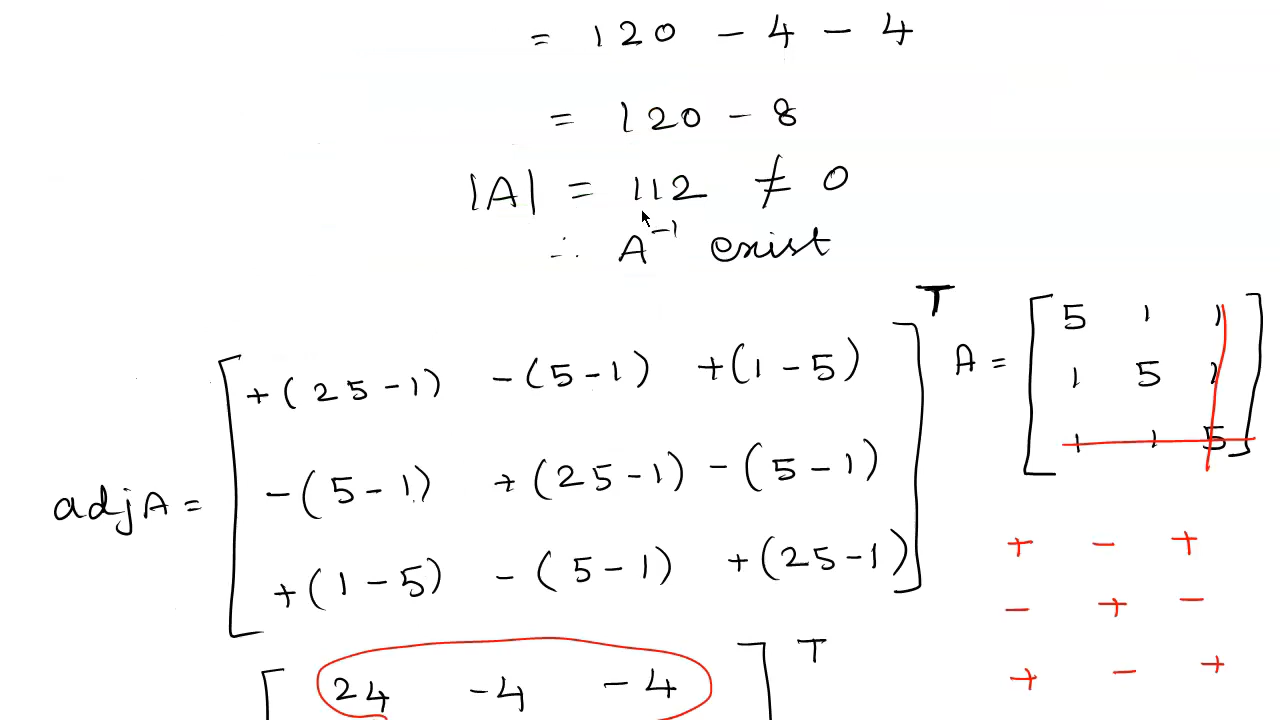 = 120 - 4 - 4
= 120 - 8
|A| = 112 ≠ 0
∴ A⁻¹ exist
T
+(25-1) -(5-1) +(1-5)
adjA = -(5-1) +(25-1) -(5-1)
+(1-5) -(5-1) +(25-1)
5 1 1
A = 1 5 1
1 1 5
+ - +
- + -
+ - +
24 -4 -4 T